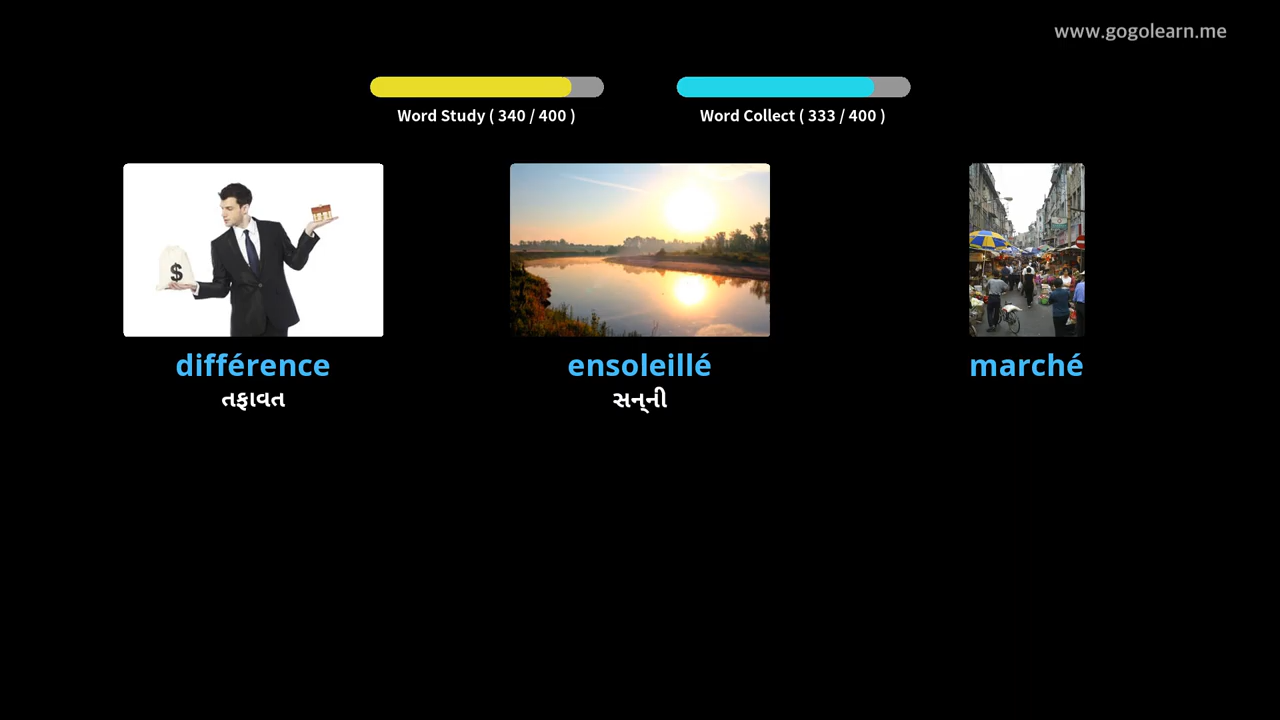 www.gogolearn.me
Word Study ( 340 / 400 )
Word Collect ( 333 / 400 )
$
différence
ensoleillé
marché
તફાવત
સન્‌ની